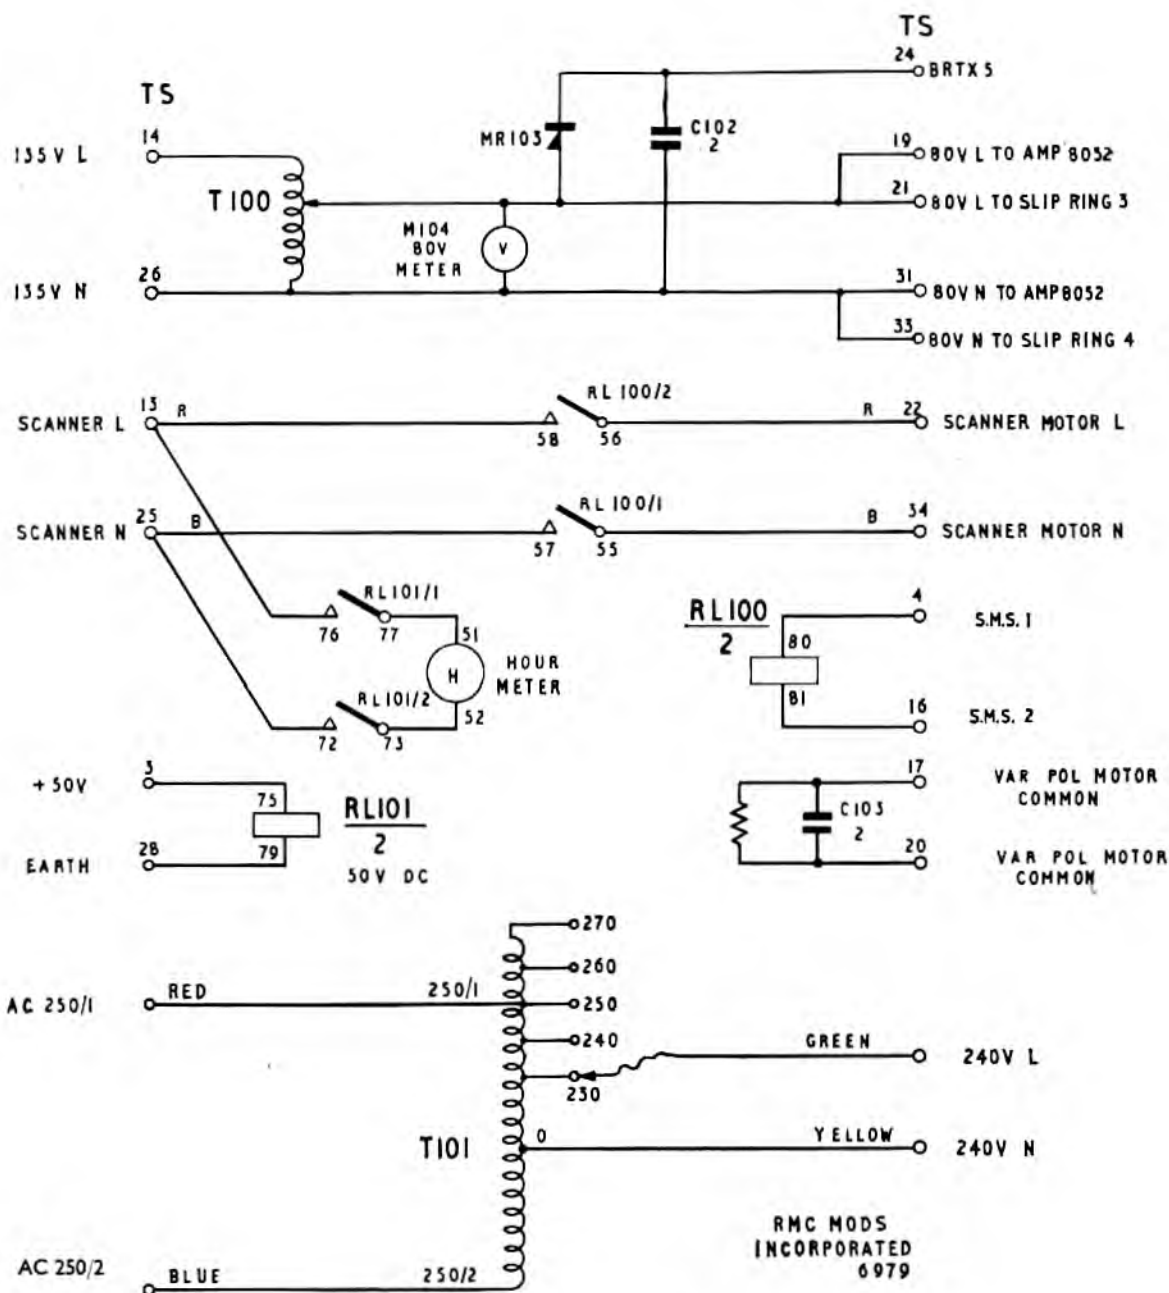 TS
24
BRTX 5
TS
14
135V L
T100
MR103
C102
2
19
80V L TO AMP 8052
21
80V L TO SLIP RING 3
M104
80V
METER
V
26
135V N
31
80V N TO AMP8052
33
80V N TO SLIP RING 4
SCANNER L
13
R
RL100/2
58
56
R
22
SCANNER MOTOR L
SCANNER N
25
B
RL100/1
57
55
B
34
SCANNER MOTOR N
RL101/1
76
77
51
H
HOUR
METER
RL101/2
52
72
73
RL100
2
80
81
4
S.M.S. 1
16
S.M.S. 2
+50V
3
75
79
RL101
2
50V DC
EARTH
28
17
VAR POL MOTOR
COMMON
C103
2
20
VAR POL MOTOR
COMMON
270
260
AC 250/1
RED
250/1
250
240
230
GREEN
240V L
T101
0
YELLOW
240V N
RMC MODS
INCORPORATED
6979
AC 250/2
BLUE
250/2